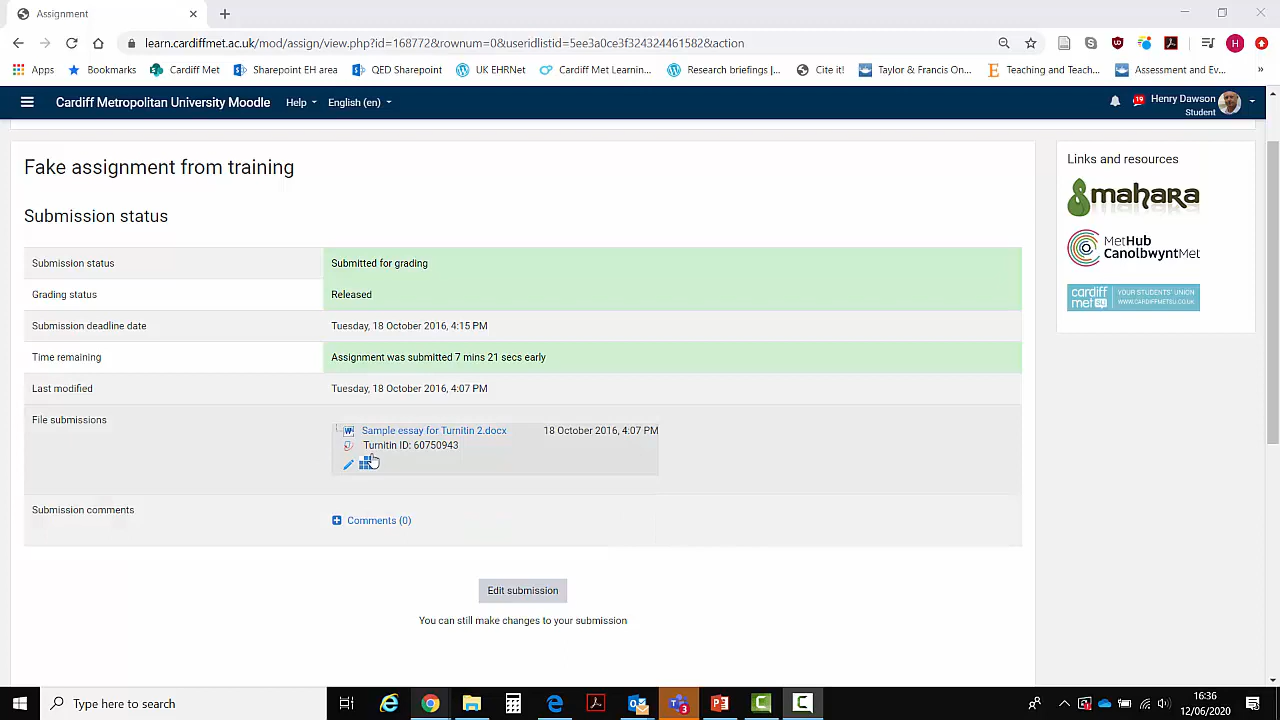 Assignment
learn.cardiffmet.ac.uk/mod/assign/view.php?id=168772&rownum=0&useridlistid=5ee3a0ce3f324324461582&action
Apps
Bookmarks
Cardiff Met
Sharepoint EH area
QED Sharepoint
UK EHRNet
Cardiff Met Learnin...
Research briefings |...
Cite it!
Taylor & Francis On...
Teaching and Teach...
Assessment and Ev...
»
Cardiff Metropolitan University Moodle
Help
English (en)
19
Henry Dawson
Student
Fake assignment from training
Submission status
Submission status
Submitted for grading
Grading status
Released
Submission deadline date
Tuesday, 18 October 2016, 4:15 PM
Time remaining
Assignment was submitted 7 mins 21 secs early
Last modified
Tuesday, 18 October 2016, 4:07 PM
File submissions
Sample essay for Turnitin 2.docx
18 October 2016, 4:07 PM
Turnitin ID: 60750943
Submission comments
Comments (0)
Edit submission
You can still make changes to your submission
Links and resources
mahara
MetHub
CanolbwyntMet
cardiff
met su
YOUR STUDENTS' UNION
WWW.CARDIFFMETSU.CO.UK
Type here to search
16:36
12/06/2020